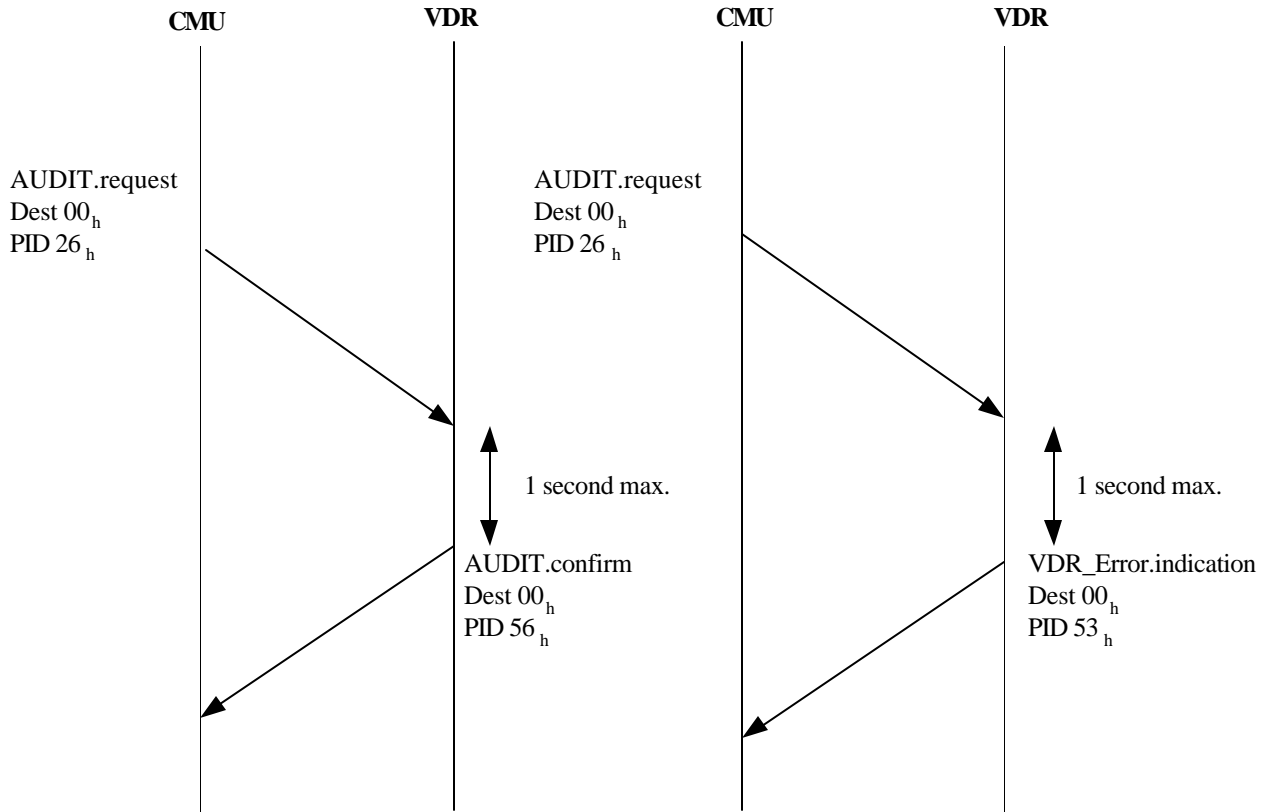 CMU
VDR
AUDIT.request
Dest 00h
PID 26h
1 second max.
AUDIT.confirm
Dest 00h
PID 56h
CMU
VDR
AUDIT.request
Dest 00h
PID 26h
1 second max.
VDR_Error.indication
Dest 00h
PID 53h